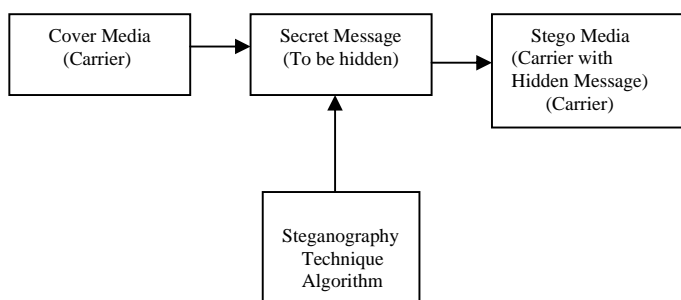 Cover Media
(Carrier)
Secret Message
(To be hidden)
Stego Media
(Carrier with
Hidden Message)
(Carrier)
Steganography
Technique
Algorithm